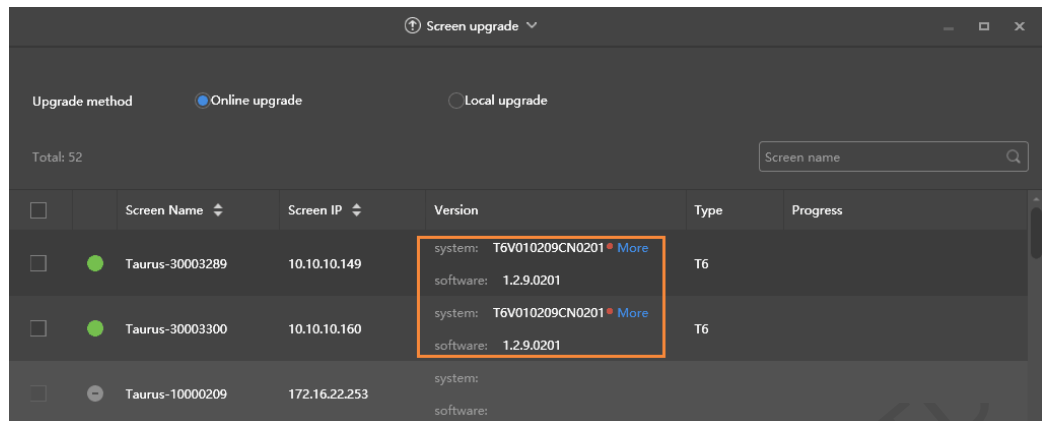 Screen upgrade
Upgrade method Online upgrade Local upgrade
Total: 52 Screen name
Screen Name Screen IP Version Type Progress
system: T6V010209CN0201 More
Taurus-30003289 10.10.10.149 T6
software: 1.2.9.0201
system: T6V010209CN0201 More
Taurus-30003300 10.10.10.160 T6
software: 1.2.9.0201
system:
Taurus-10000209 172.16.22.253
software: